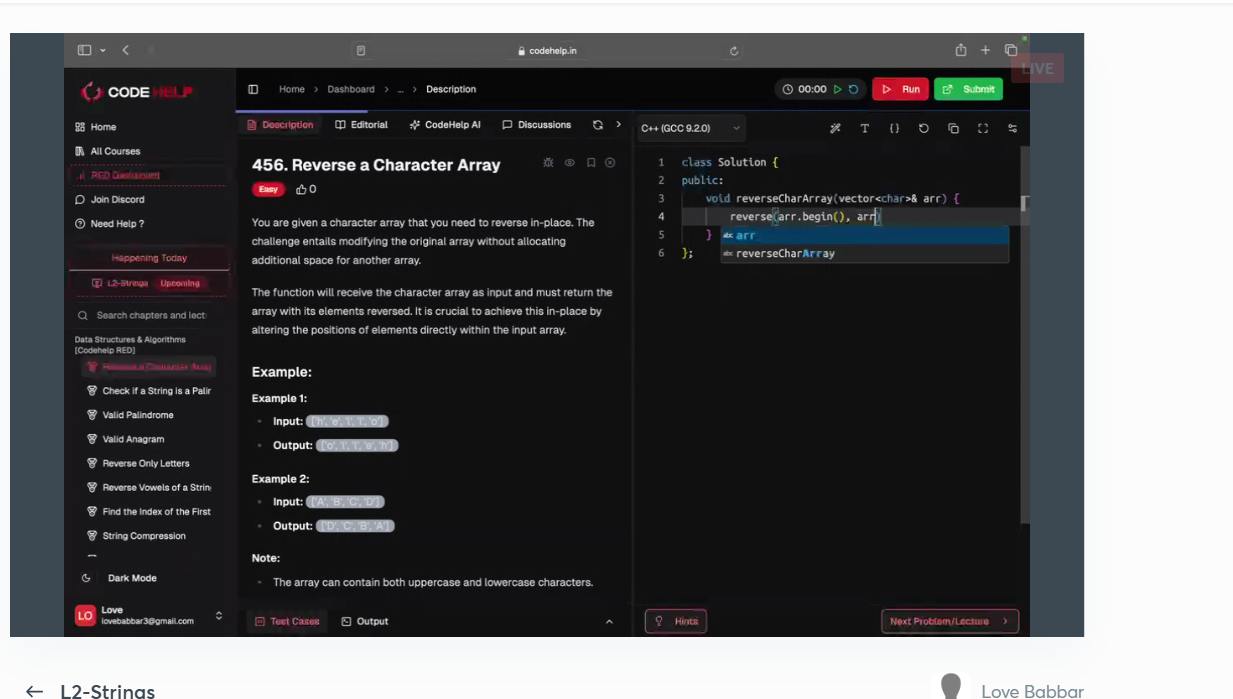 codehelp.in
LIVE
CODE HELP
Home > Dashboard > ... > Description
00:00
Run
Submit
Home
All Courses
RED Dashboard
Join Discord
Need Help ?
Happening Today
L2-Strings Upcoming
Search chapters and lect
Data Structures & Algorithms
[Codehelp RED]
Reverse a Character Array
Check if a String is a Palir
Valid Palindrome
Valid Anagram
Reverse Only Letters
Reverse Vowels of a String
Find the Index of the First
String Compression
Dark Mode
LO
Love
lovebabbar3@gmail.com
Description Editorial CodeHelp AI Discussions
456. Reverse a Character Array
Easy 0
You are given a character array that you need to reverse in-place. The
challenge entails modifying the original array without allocating
additional space for another array.
The function will receive the character array as input and must return the
array with its elements reversed. It is crucial to achieve this in-place by
altering the positions of elements directly within the input array.
Example:
Example 1:
Input: ['h', 'e', 'l', 'l', 'o']
Output: ['o', 'l', 'l', 'e', 'h']
Example 2:
Input: ['A', 'B', 'C', 'D']
Output: ['D', 'C', 'B', 'A']
Note:
The array can contain both uppercase and lowercase characters.
Test Cases Output
C++ (GCC 9.2.0)
1 class Solution {
2 public:
3 void reverseCharArray(vector<char>& arr) {
4 reverse(arr.begin(), arr)
5 }
6 };
abc arr
abc reverseCharArray
Hints
Next Problem/Lecture >
L2-Strings
Love Babbar